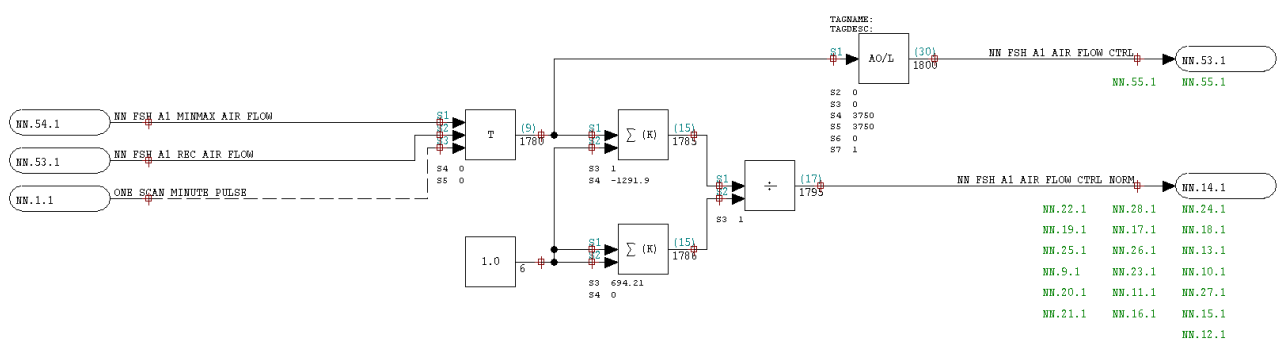 TAGNAME:
TAGDESC:
S1
AO/L
(30)
1800
NN FSH A1 AIR FLOW CTRL
NN.53.1
NN.55.1 NN.55.1
S2 0
S3 0
S4 3750
S5 3750
S6 0
S7 1
NN.54.1
NN FSH A1 MINMAX AIR FLOW
NN.53.1
NN FSH A1 REC AIR FLOW
NN.1.1
ONE SCAN MINUTE PULSE
S1
S2
S3
T
(9)
1780
S4 0
S5 0
S1
S2
Σ (K)
(15)
1785
S3 1
S4 -1291.9
S1
S2
÷
(17)
1795
S3 1
NN FSH A1 AIR FLOW CTRL NORM
NN.14.1
NN.22.1 NN.28.1 NN.24.1
NN.19.1 NN.17.1 NN.18.1
NN.25.1 NN.26.1 NN.13.1
NN.9.1 NN.23.1 NN.10.1
NN.20.1 NN.11.1 NN.27.1
NN.21.1 NN.16.1 NN.15.1
NN.12.1
1.0
6
S1
S2
Σ (K)
(15)
1786
S3 694.21
S4 0